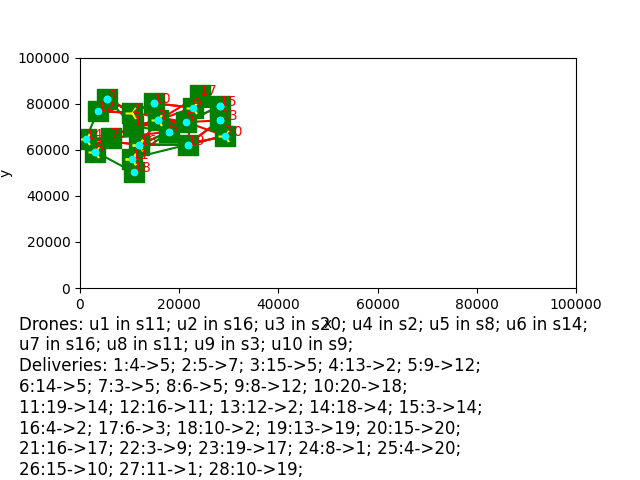 100000
80000
60000
40000
20000
0
y
0 20000 40000 60000 80000 100000
x
17
15
20
Drones: u1 in s11; u2 in s16; u3 in s20; u4 in s2; u5 in s8; u6 in s14;
u7 in s16; u8 in s11; u9 in s3; u10 in s9;
Deliveries: 1:4->5; 2:5->7; 3:15->5; 4:13->2; 5:9->12;
6:14->5; 7:3->5; 8:6->5; 9:8->12; 10:20->18;
11:19->14; 12:16->11; 13:12->2; 14:18->4; 15:3->14;
16:4->2; 17:6->3; 18:10->2; 19:13->19; 20:15->20;
21:16->17; 22:3->9; 23:19->17; 24:8->1; 25:4->20;
26:15->10; 27:11->1; 28:10->19;